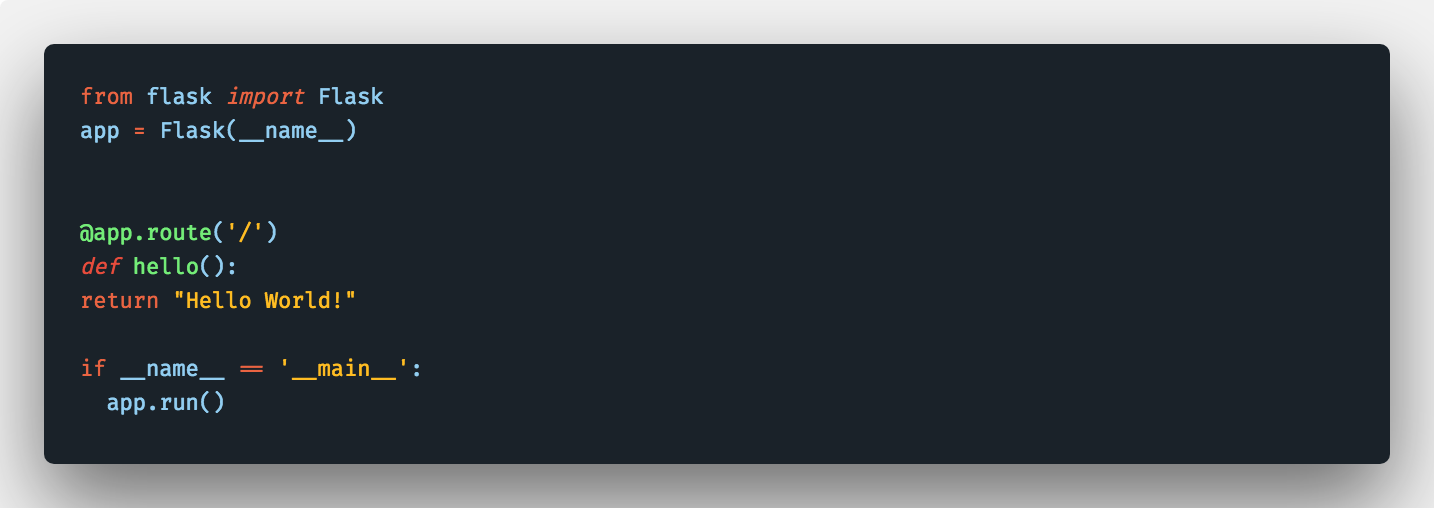 from flask import Flask
app = Flask(__name__)
@app.route('/')
def hello():
return "Hello World!"
if __name__ == '__main__':
  app.run()